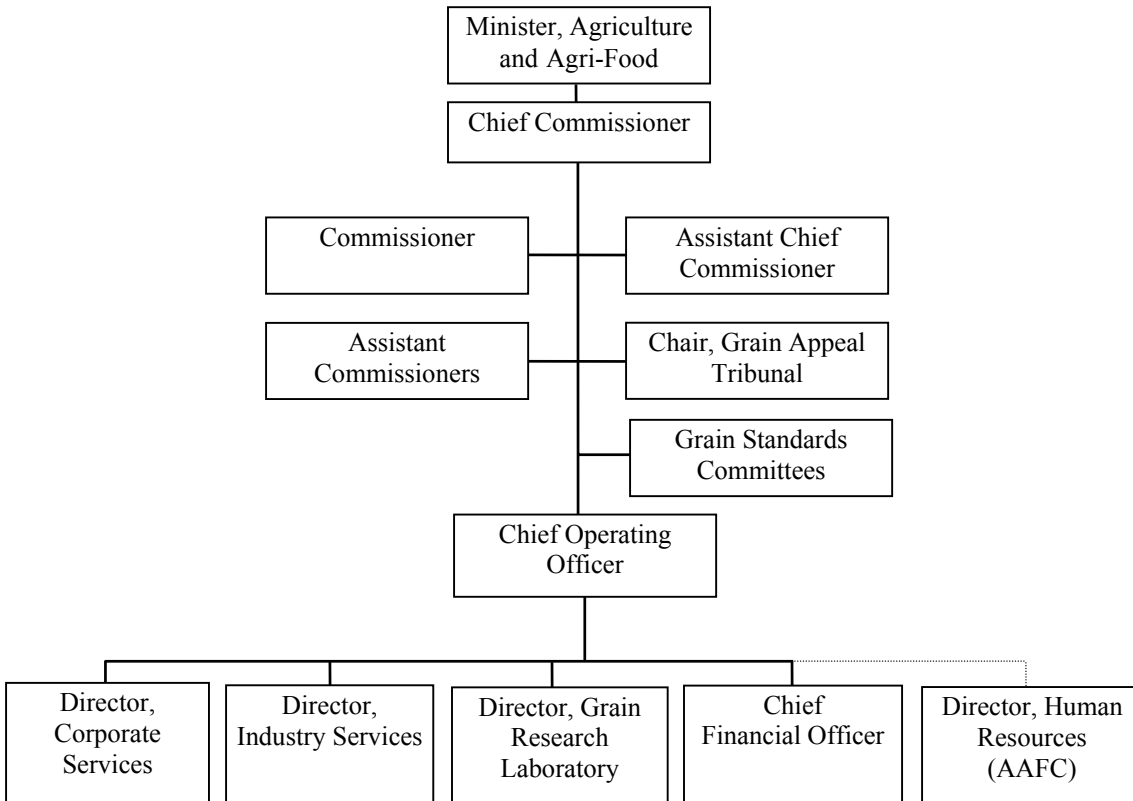 Minister, Agriculture
and Agri-Food
Chief Commissioner
Commissioner
Assistant Chief
Commissioner
Assistant
Commissioners
Chair, Grain Appeal
Tribunal
Grain Standards
Committees
Chief Operating
Officer
Director,
Corporate
Services
Director,
Industry Services
Director, Grain
Research
Laboratory
Chief
Financial Officer
Director, Human
Resources
(AAFC)